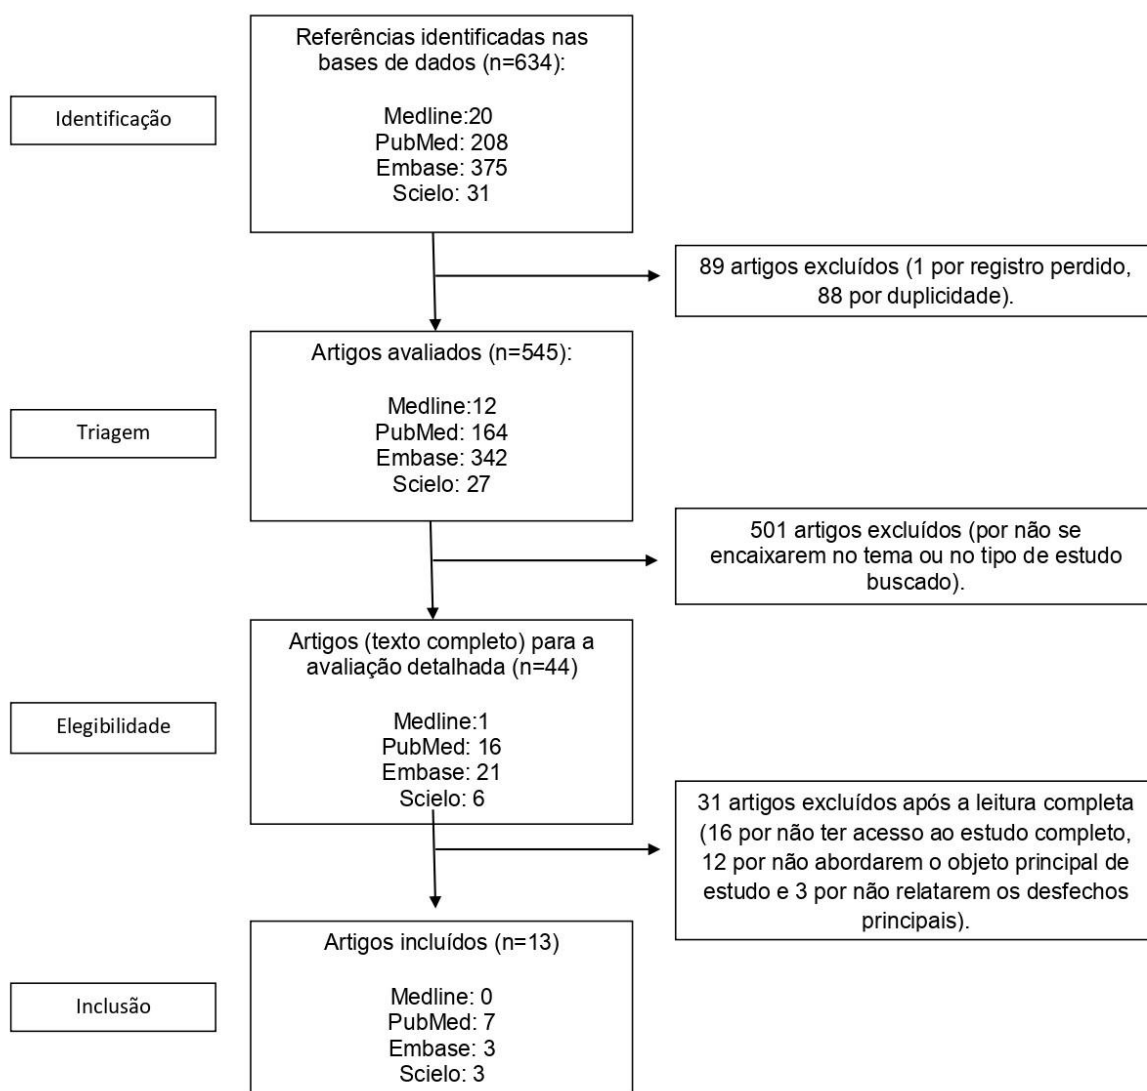 Identificação
Referências identificadas nas
bases de dados (n=634):
Medline:20
PubMed: 208
Embase: 375
Scielo: 31
89 artigos excluídos (1 por registro perdido,
88 por duplicidade).
Triagem
Artigos avaliados (n=545):
Medline:12
PubMed: 164
Embase: 342
Scielo: 27
501 artigos excluídos (por não se
encaixarem no tema ou no tipo de estudo
buscado).
Elegibilidade
Artigos (texto completo) para a
avaliação detalhada (n=44)
Medline:1
PubMed: 16
Embase: 21
Scielo: 6
31 artigos excluídos após a leitura completa
(16 por não ter acesso ao estudo completo,
12 por não abordarem o objeto principal de
estudo e 3 por não relatarem os desfechos
principais).
Inclusão
Artigos incluídos (n=13)
Medline: 0
PubMed: 7
Embase: 3
Scielo: 3